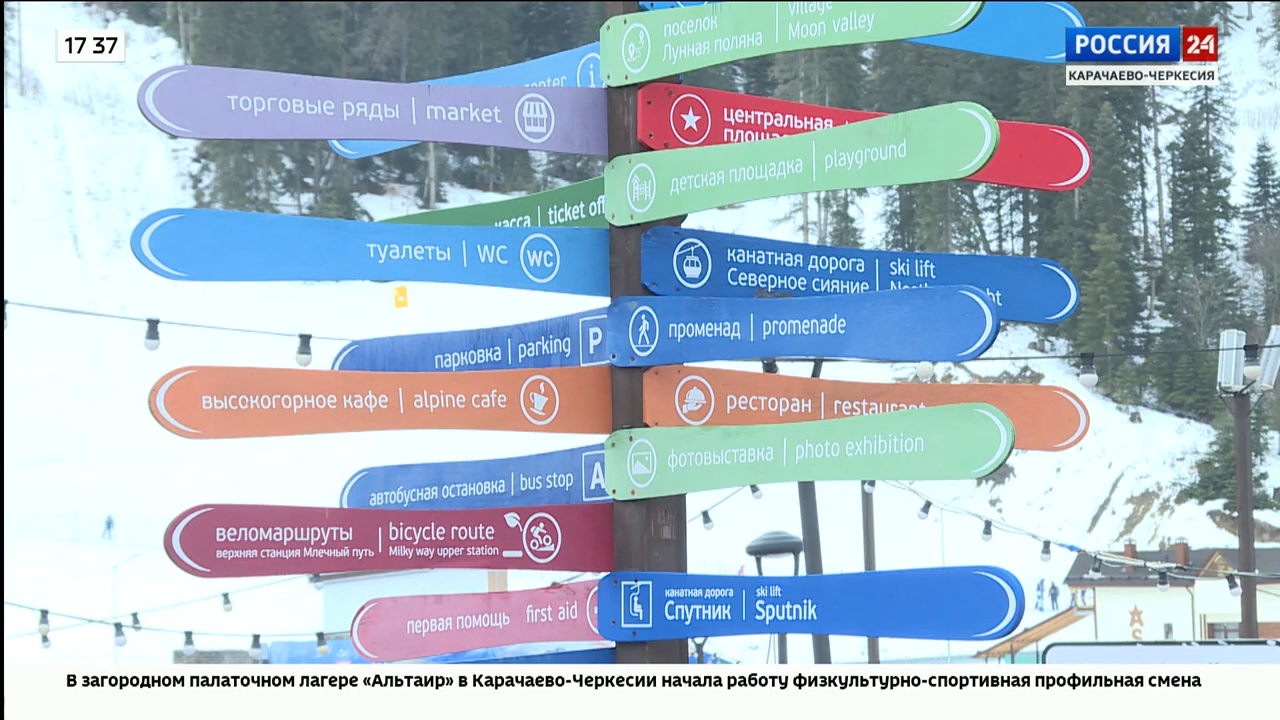 17 37
РОССИЯ 24
КАРАЧАЕВО-ЧЕРКЕСИЯ
поселок | village
Лунная поляна | Moon valley
торговые ряды | market
центральная
детская площадка | playground
касса | ticket
туалеты | WC WC
канатная дорога | ski lift
Северное сияние
променад | promenade
парковка | parking P
высокогорное кафе | alpine cafe
ресторан | restaurant
фотовыставка | photo exhibition
автобусная остановка | bus stop A
веломаршруты | bicycle route
верхняя станция Млечный путь | Milky way upper station
канатная дорога | ski lift
Спутник | Sputnik
первая помощь first aid
В загородном палаточном лагере «Альтаир» в Карачаево-Черкесии начала работу физкультурно-спортивная профильная смена